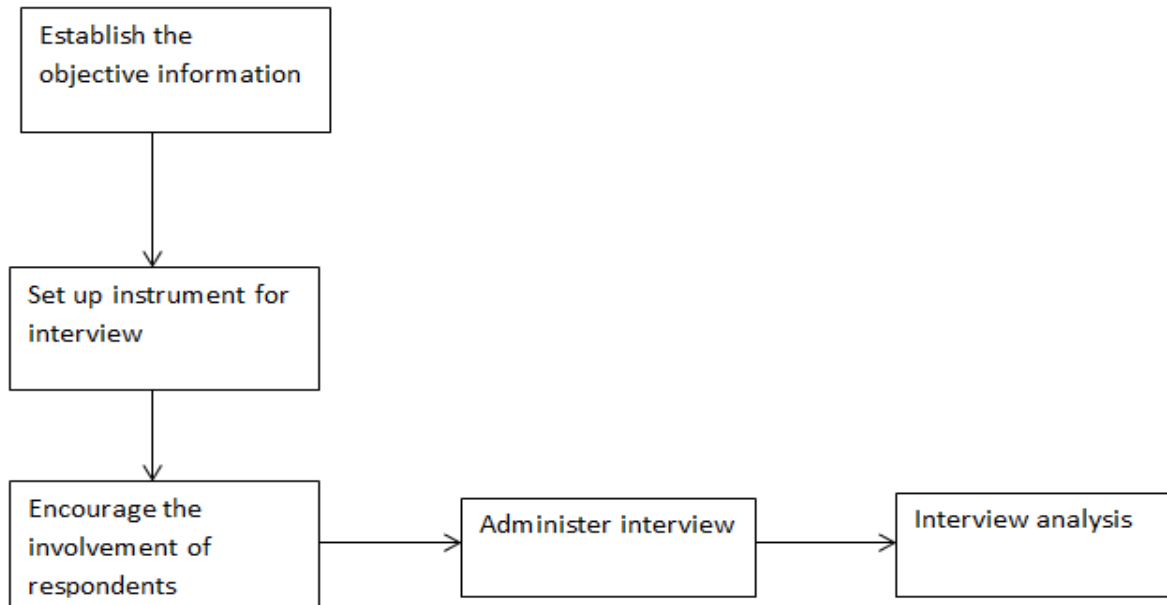 Establish the
objective information
Set up instrument for
interview
Encourage the
involvement of
respondents
Administer interview
Interview analysis